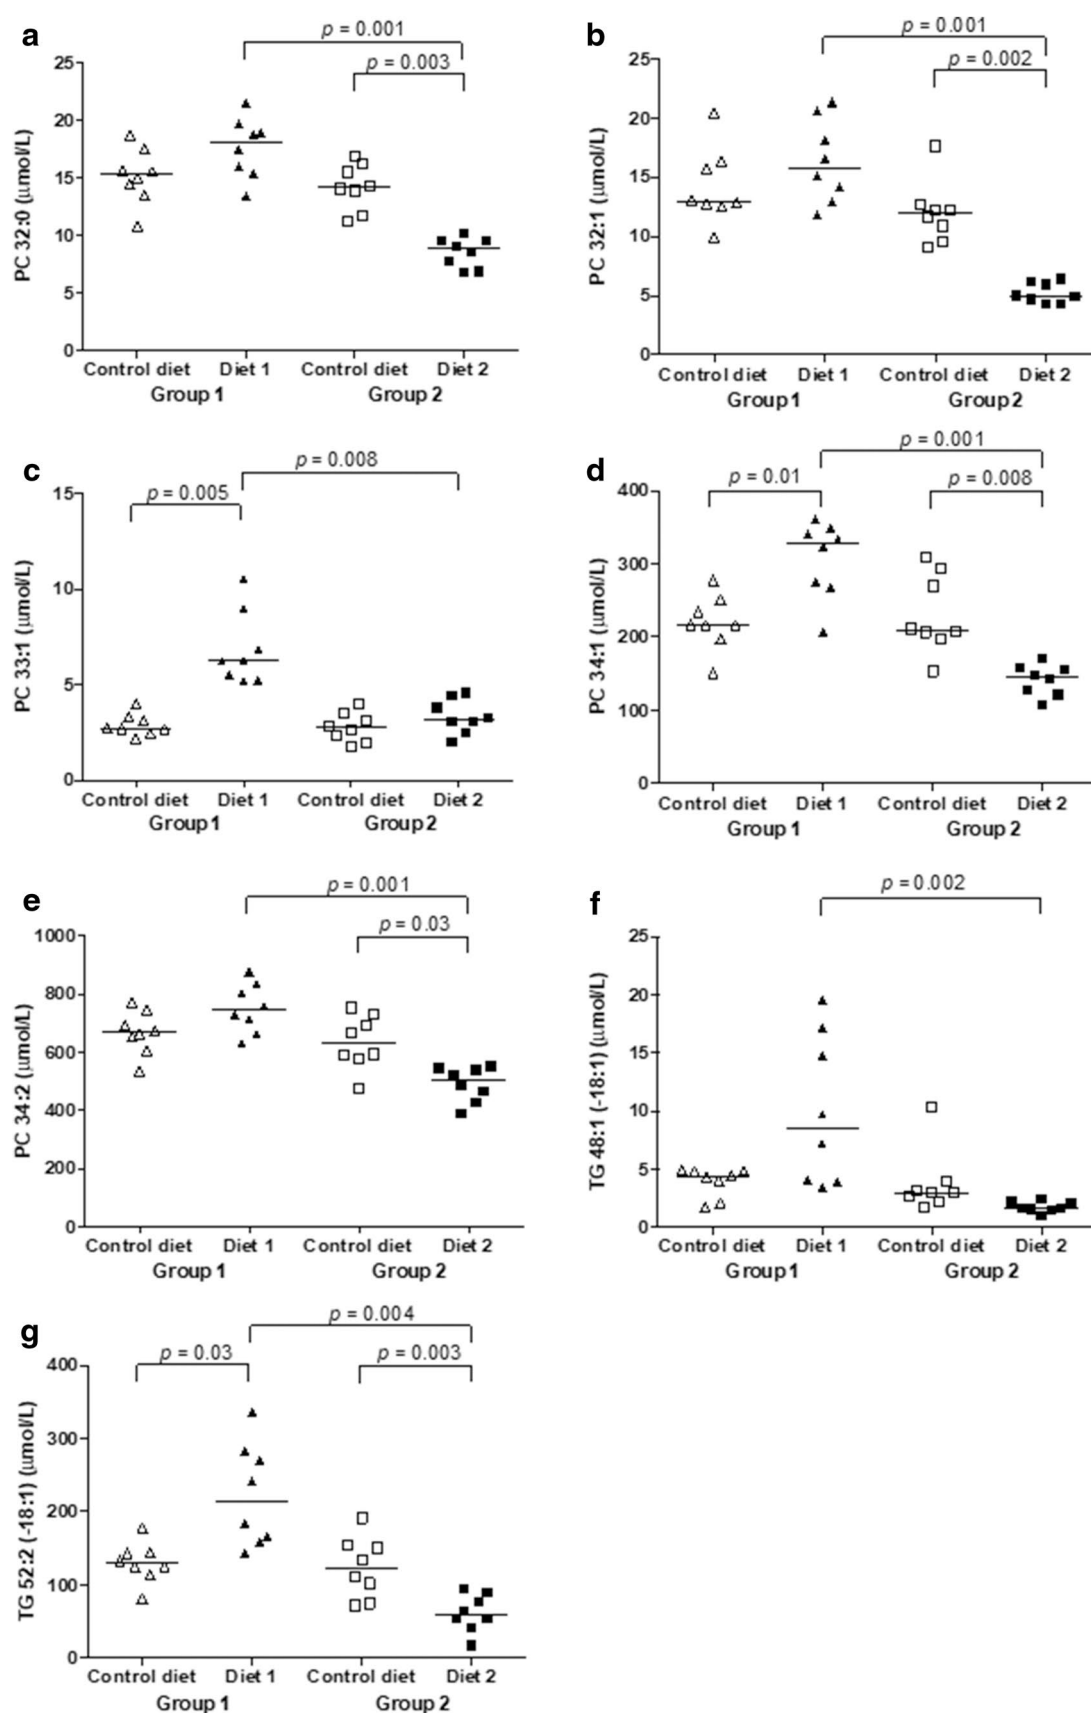 a
p = 0.001
p = 0.003
25
20
15
10
5
0
PC 32:0 (µmol/L)
Control diet Diet 1 Control diet Diet 2
Group 1 Group 2
b
p = 0.001
p = 0.002
25
20
15
10
5
0
PC 32:1 (µmol/L)
Control diet Diet 1 Control diet Diet 2
Group 1 Group 2
c
p = 0.008
p = 0.005
15
10
5
0
PC 33:1 (µmol/L)
Control diet Diet 1 Control diet Diet 2
Group 1 Group 2
d
p = 0.001
p = 0.01 p = 0.008
400
300
200
100
0
PC 34:1 (µmol/L)
Control diet Diet 1 Control diet Diet 2
Group 1 Group 2
e
p = 0.001
p = 0.03
1000
800
600
400
200
0
PC 34:2 (µmol/L)
Control diet Diet 1 Control diet Diet 2
Group 1 Group 2
f
p = 0.002
25
20
15
10
5
0
TG 48:1 (-18:1) (µmol/L)
Control diet Diet 1 Control diet Diet 2
Group 1 Group 2
g
p = 0.004
p = 0.03 p = 0.003
400
300
200
100
0
TG 52:2 (-18:1) (µmol/L)
Control diet Diet 1 Control diet Diet 2
Group 1 Group 2